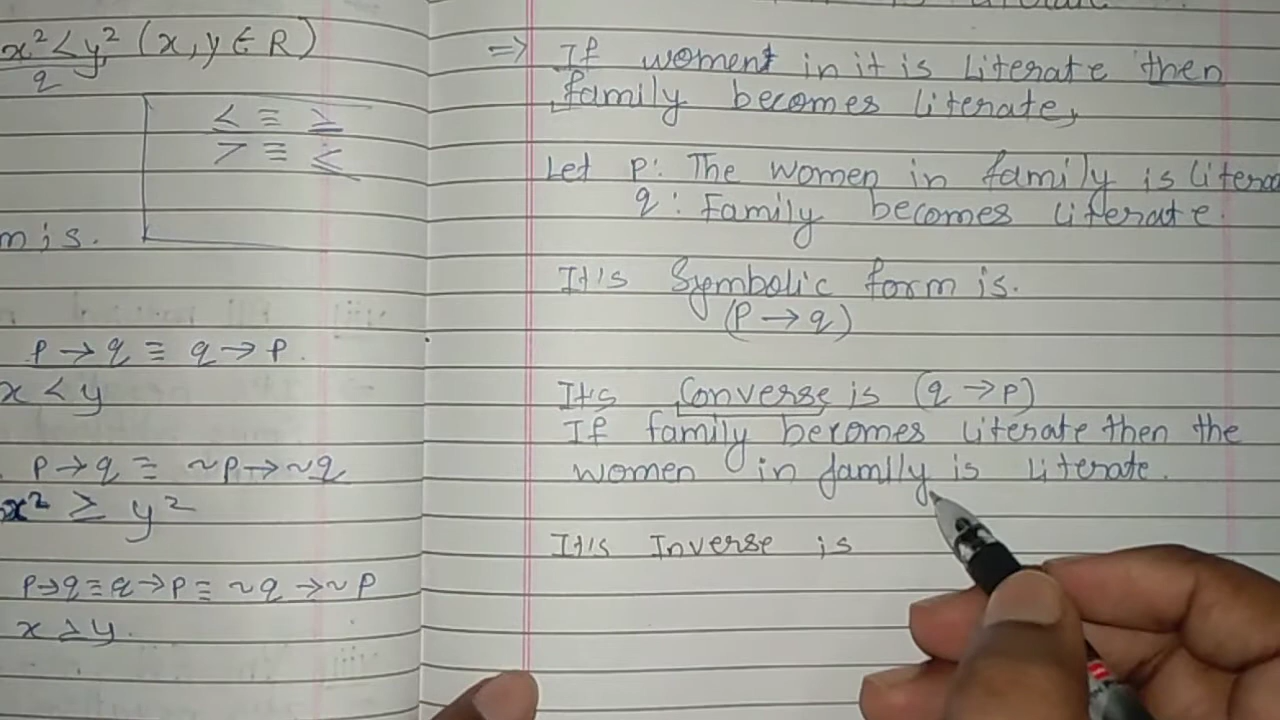 x² < y² (x, y ∈ R)
q
< ≡ ≥
> ≡ ≤
m is.
p → q ≡ q → p.
x < y
p → q ≡ ~p → ~q
x² ≥ y²
p → q ≡ q → p ≡ ~q → ~p
x ≥ y.
⇒ If woment in it is literate then
family becomes literate,
Let p: The women in family is litera
q: Family becomes literate.
It's Symbolic form is.
(P → q)
It's Converse is (q → p)
If family becomes literate then the
women in family is literate.
It's Inverse is